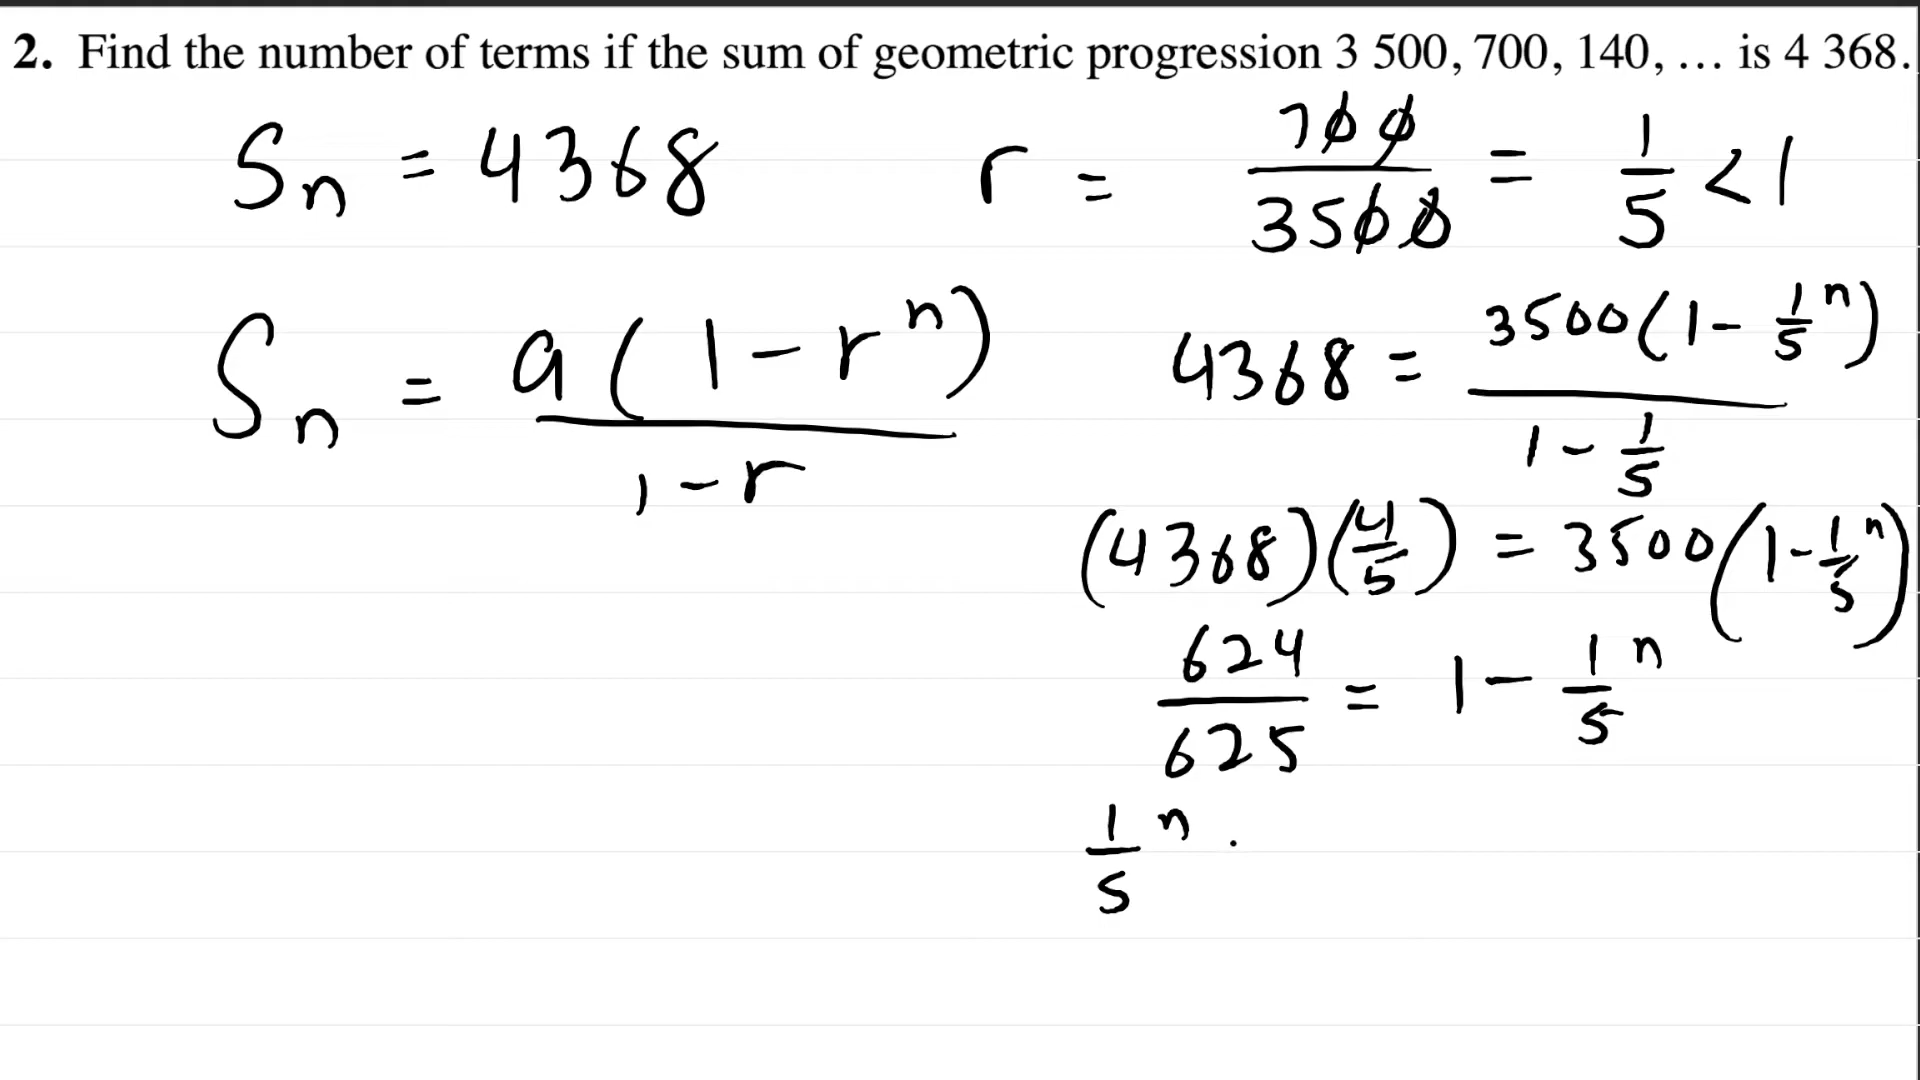 2. Find the number of terms if the sum of geometric progression 3 500, 700, 140, … is 4 368.
Sn = 4368
r = 700/3500 = 1/5 < 1
Sn = a(1-r^n)/1-r
4368 = 3500(1-1/5^n)/1-1/5
(4368)(4/5) = 3500(1-1/5^n)
624/625 = 1-1/5^n
1/5^n .